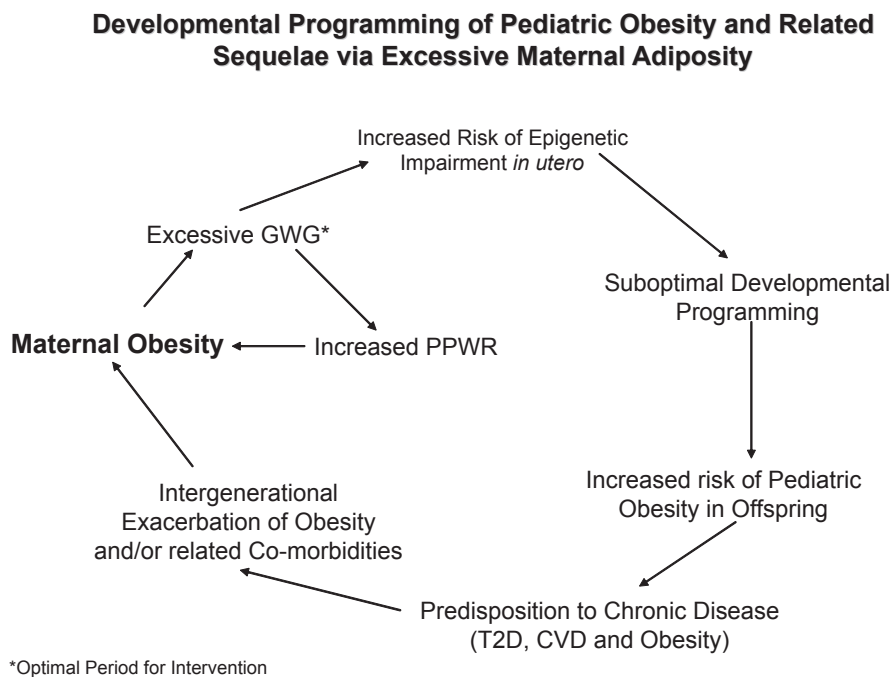 Developmental Programming of Pediatric Obesity and Related
Sequelae via Excessive Maternal Adiposity
Increased Risk of Epigenetic
Impairment in utero
Excessive GWG*
Suboptimal Developmental
Programming
Maternal Obesity
Increased PPWR
Increased risk of Pediatric
Obesity in Offspring
Intergenerational
Exacerbation of Obesity
and/or related Co-morbidities
Predisposition to Chronic Disease
(T2D, CVD and Obesity)
*Optimal Period for Intervention